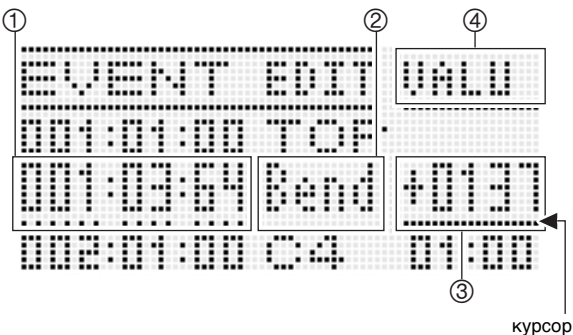 ① ② ④
EVENT EDIT VALU
001:01:00 TOP
001:03:64 Bend +0137
002:01:00 C4 01:00
③
курсор